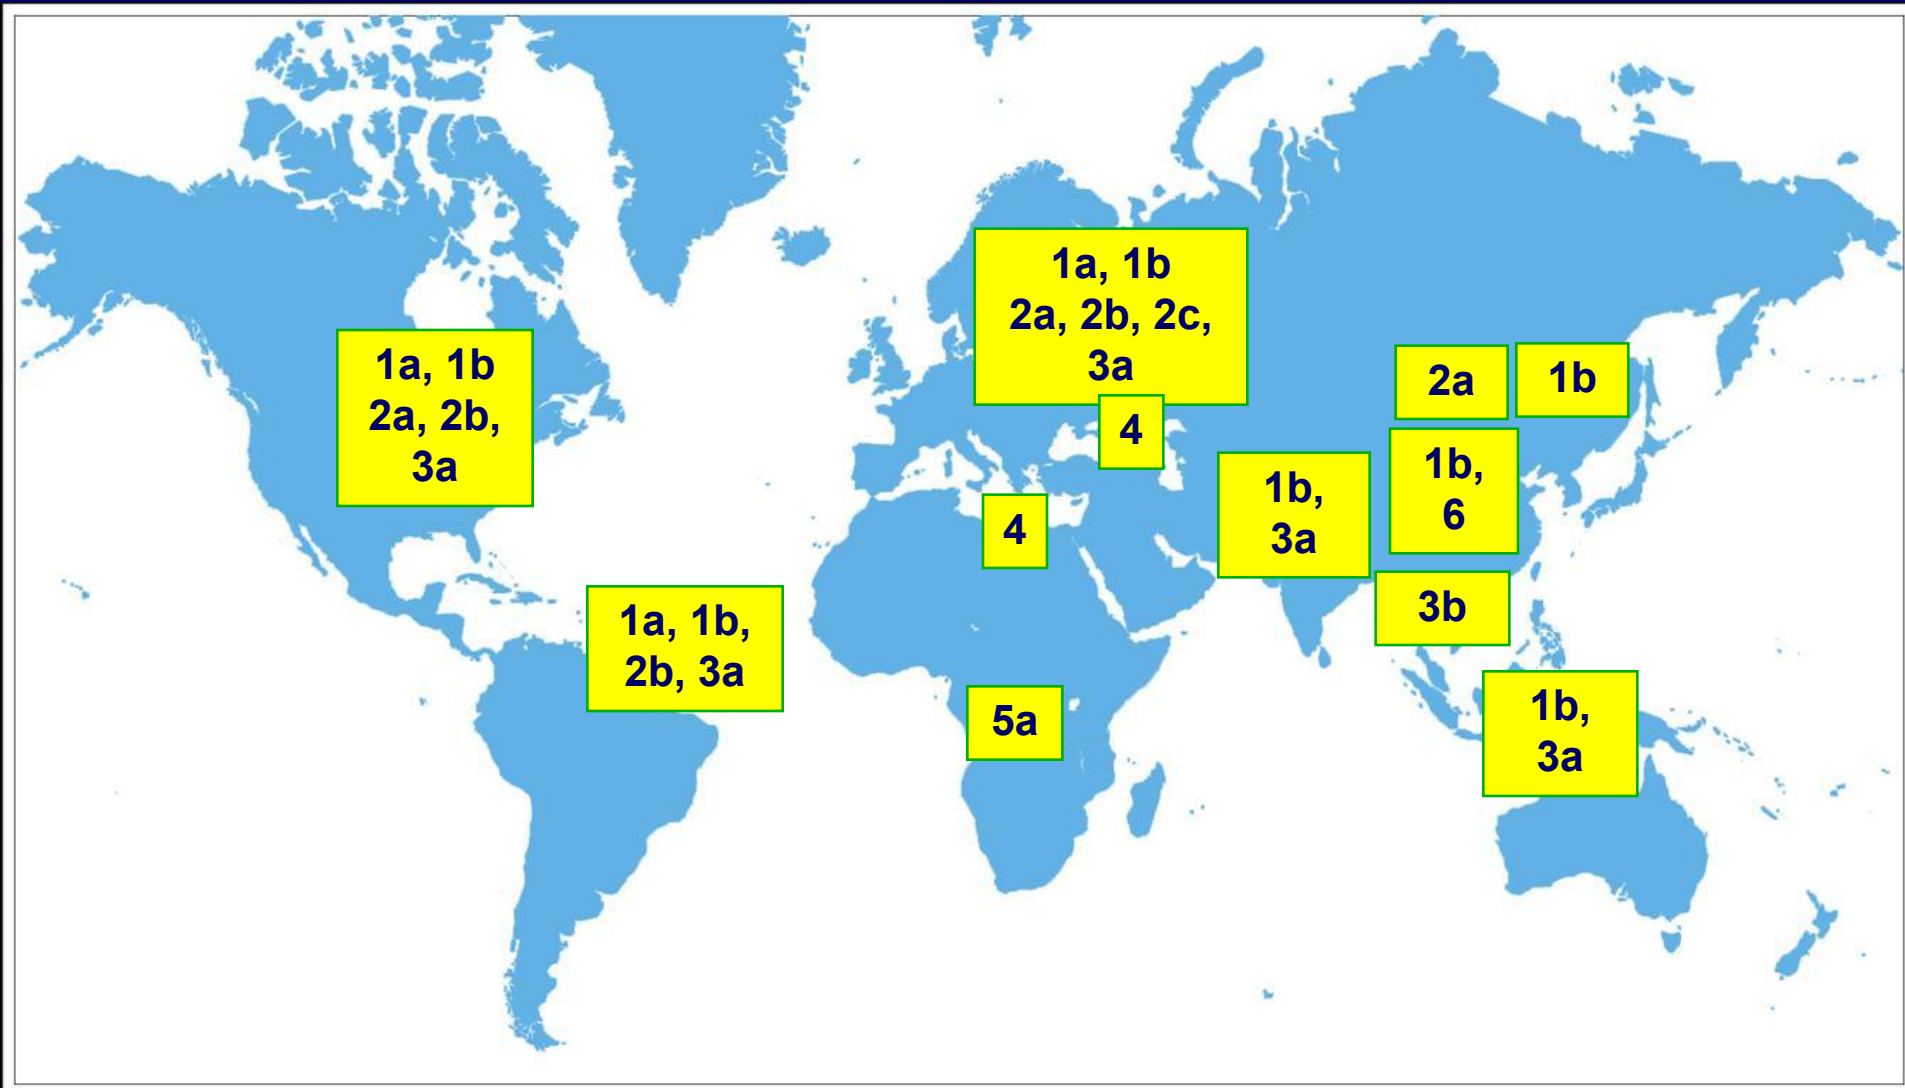 1a, 1b
2a, 2b, 2c,
3a
1a, 1b
2a, 2b,
3a
2a
1b
4
1b,
3a
1b,
6
4
3b
1a, 1b,
2b, 3a
5a
1b,
3a